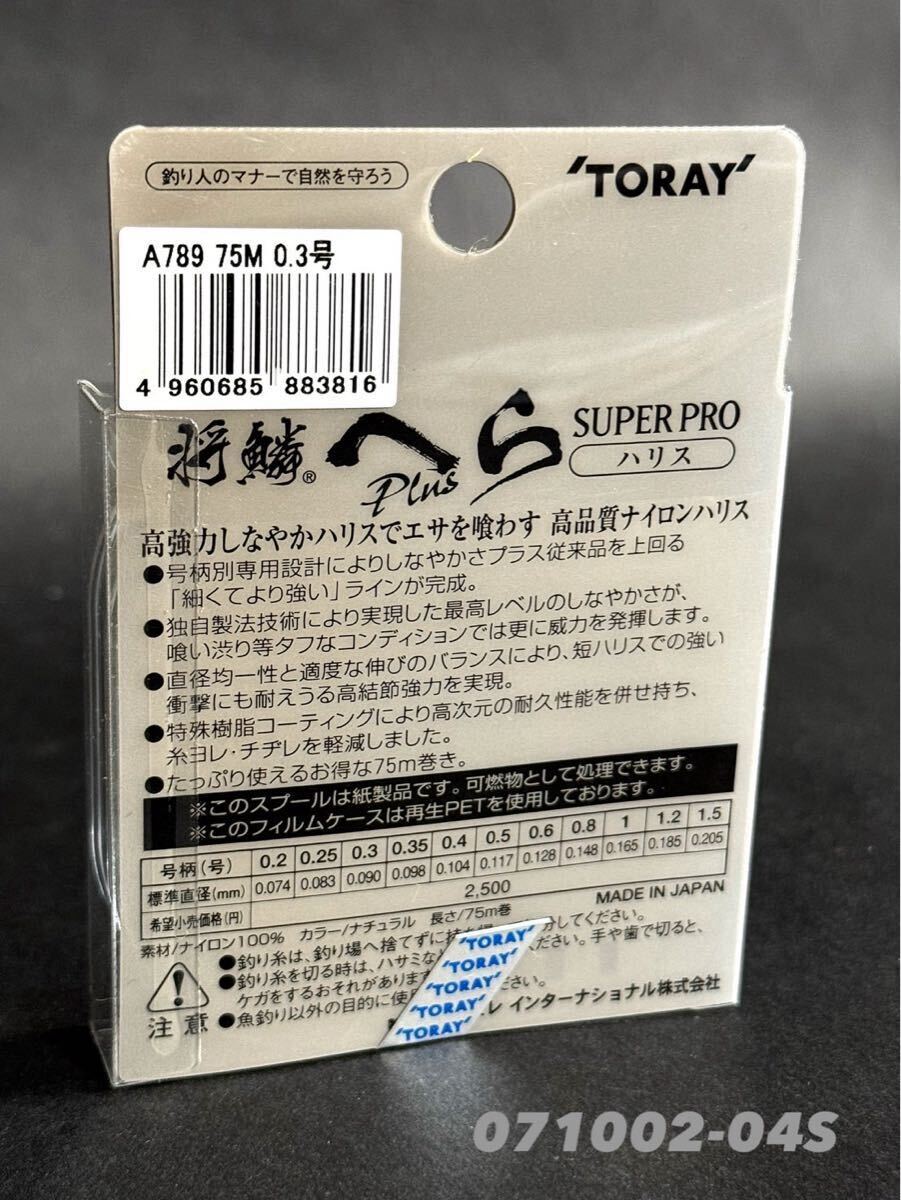 釣り人のマナーで自然を守ろう
'TORAY'
A789 75M 0.3号
4 960685 883816
将鱗® へら Plus SUPER PRO
ハリス
高強力しなやかハリスでエサを喰わす 高品質ナイロンハリス
●号柄別専用設計によりしなやかさプラス従来品を上回る
「細くてより強い」ラインが完成。
●独自製法技術により実現した最高レベルのしなやかさが、
喰い渋り等タフなコンディションでは更に威力を発揮します。
●直径均一性と適度な伸びのバランスにより、短ハリスでの強い
衝撃にも耐えうる高結節強力を実現。
●特殊樹脂コーティングにより高次元の耐久性能を併せ持ち、
糸ヨレ・チヂレを軽減しました。
●たっぷり使えるお得な75m巻き。
※このスプールは紙製品です。可燃物として処理できます。
※このフィルムケースは再生PETを使用しております。
号柄(号) 0.2 0.25 0.3 0.35 0.4 0.5 0.6 0.8 1 1.2 1.5
標準直径(mm) 0.074 0.083 0.090 0.098 0.104 0.117 0.128 0.148 0.165 0.185 0.205
希望小売価格(円) 2,500
MADE IN JAPAN
素材/ナイロン100% カラー/ナチュラル 長さ/75m巻
●釣り糸は、釣り場へ捨てずに持ち 分してください。
●釣り糸を切る時は、ハサミな ください。手や歯で切ると、
ケガをするおそれがあります
●魚釣り以外の目的に使
注意
レ インターナショナル株式会社
'TORAY'
'TORAY'
'TORAY'
'TORAY'
'TORAY'
071002-04S